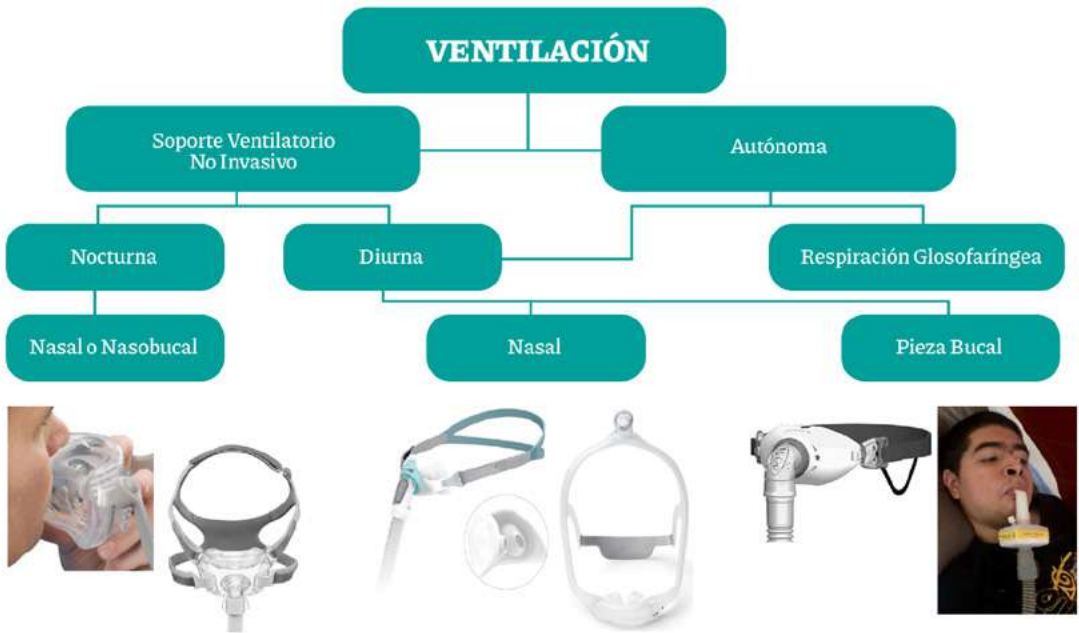 VENTILACIÓN
Soporte Ventilatorio
No Invasivo
Autónoma
Nocturna
Diurna
Respiración Glosofaríngea
Nasal o Nasobucal
Nasal
Pieza Bucal